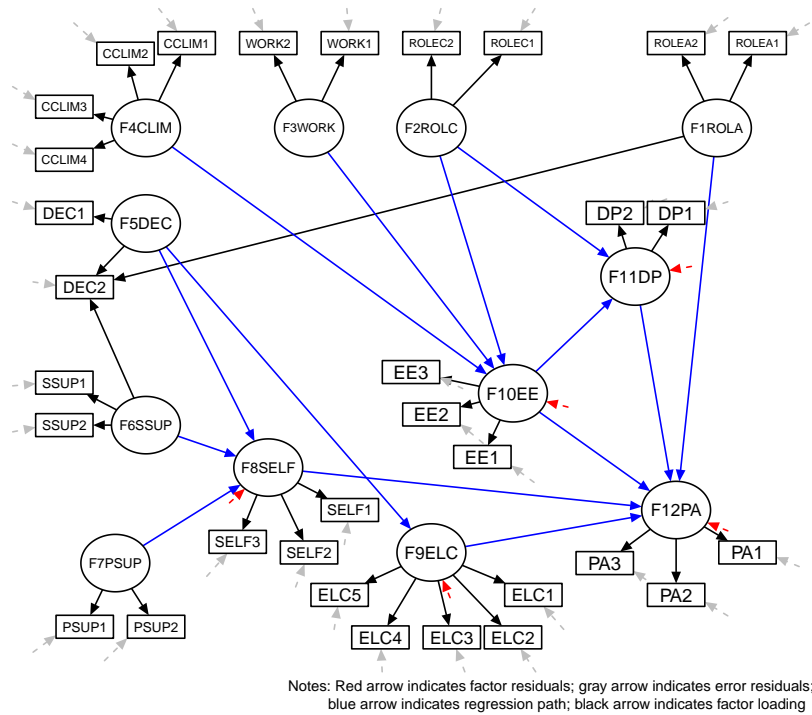 CCLIM1
WORK2
WORK1
ROLEC2
ROLEC1
ROLEA2
ROLEA1
CCLIM2
CCLIM3
F4CLIM
F3WORK
F2ROLC
F1ROLA
CCLIM4
DEC1
F5DEC
DP2
DP1
F11DP
DEC2
EE3
SSUP1
F10EE
EE2
SSUP2
F6SSUP
EE1
F8SELF
SELF1
F12PA
SELF3
SELF2
F9ELC
PA1
F7PSUP
PA3
ELC5
ELC1
PA2
PSUP1
PSUP2
ELC4
ELC3
ELC2
Notes: Red arrow indicates factor residuals; gray arrow indicates error residuals;
blue arrow indicates regression path; black arrow indicates factor loading